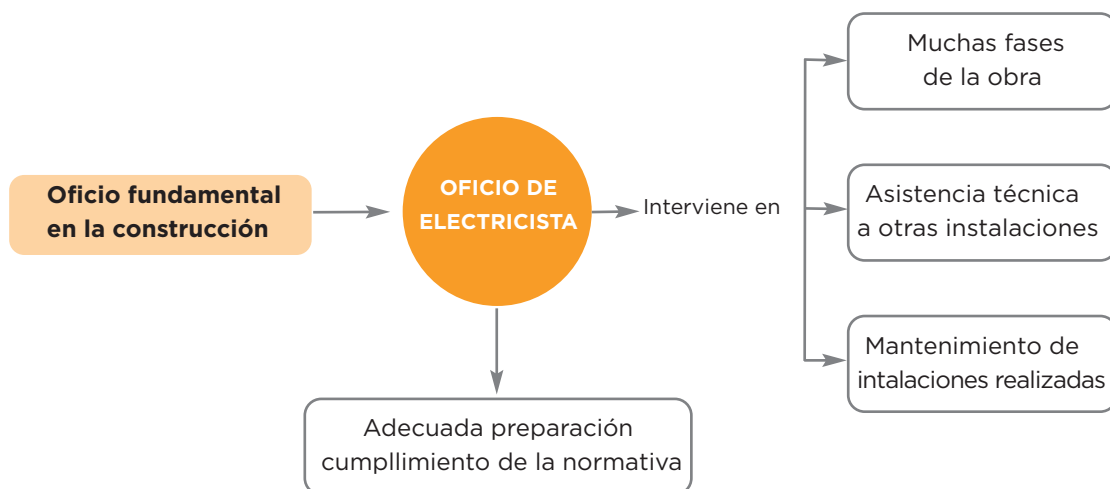 Oficio fundamental
en la construcción
OFICIO DE
ELECTRICISTA
Interviene en
Muchas fases
de la obra
Asistencia técnica
a otras instalaciones
Mantenimiento de
intalaciones realizadas
Adecuada preparación
cumpllimiento de la normativa